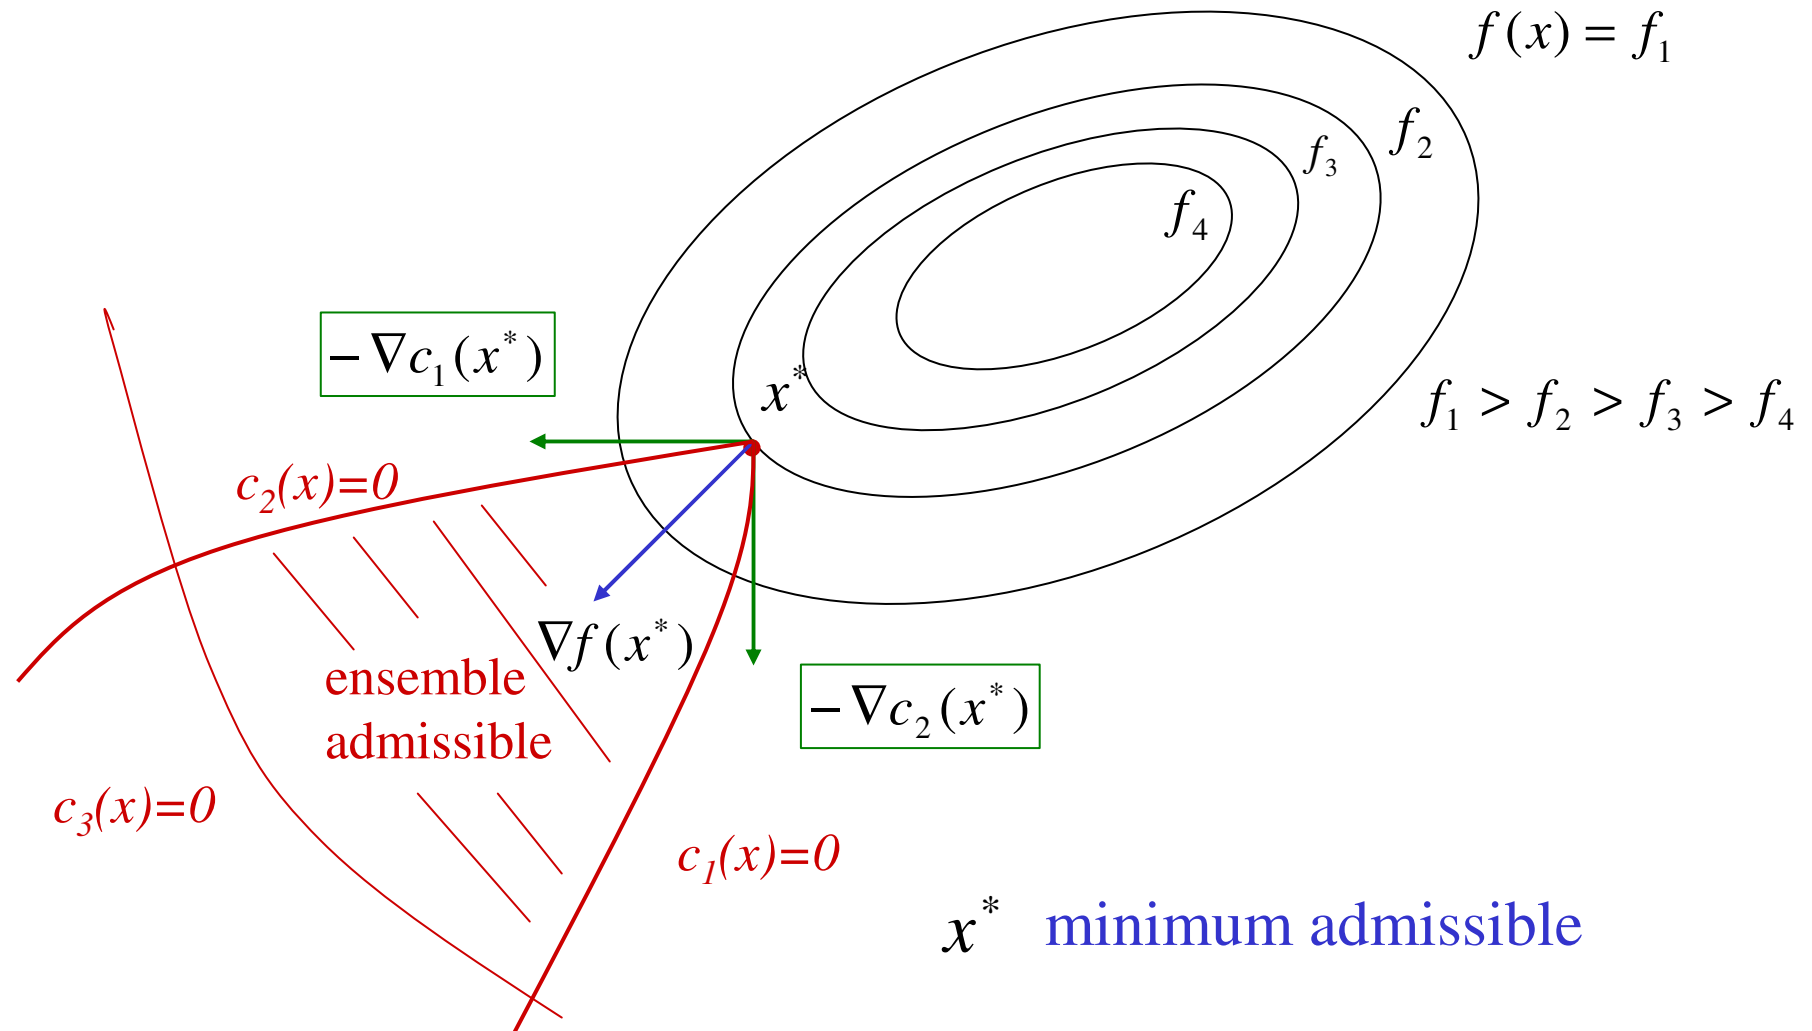 f(x) = f₁
f₂
f₃
f₄
−∇c₁(x*)
x*
f₁ > f₂ > f₃ > f₄
c₂(x)=0
∇f(x*)
ensemble
admissible
−∇c₂(x*)
c₃(x)=0
c₁(x)=0
x* minimum admissible